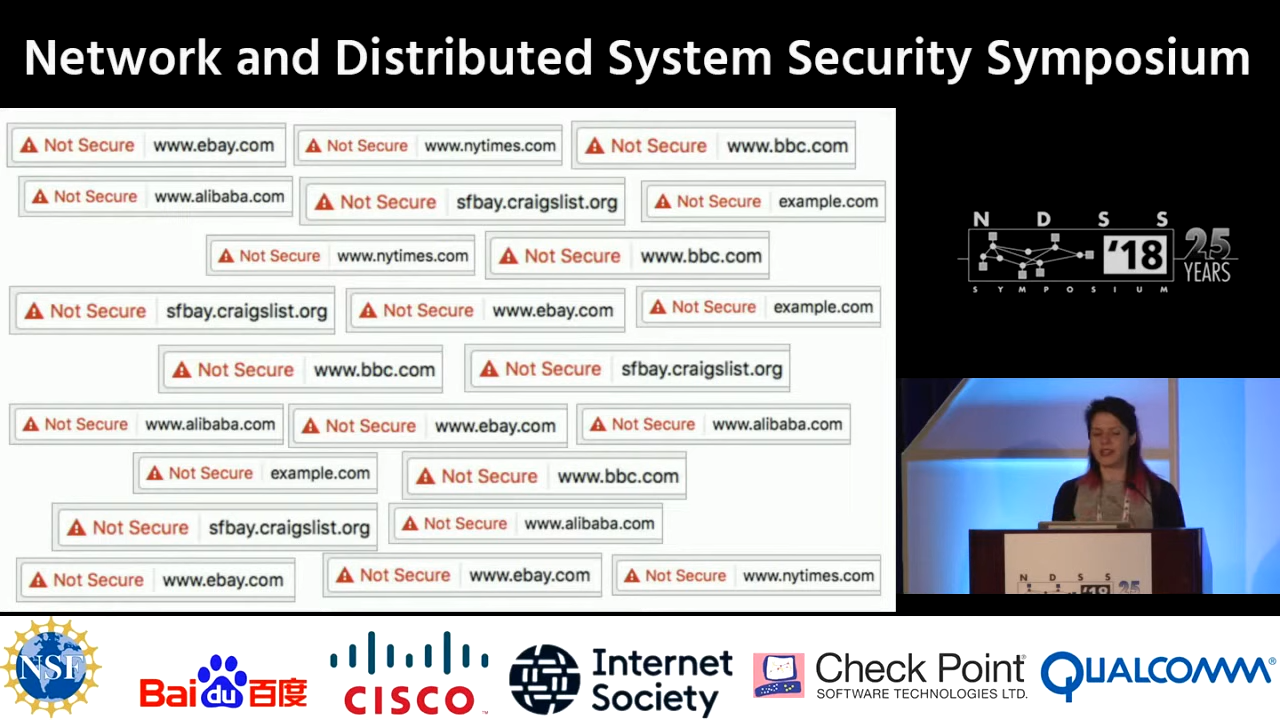 Network and Distributed System Security Symposium
Not Secure www.ebay.com
Not Secure www.nytimes.com
Not Secure www.bbc.com
Not Secure www.alibaba.com
Not Secure sfbay.craigslist.org
Not Secure example.com
Not Secure www.nytimes.com
Not Secure www.bbc.com
Not Secure sfbay.craigslist.org
Not Secure www.ebay.com
Not Secure example.com
Not Secure www.bbc.com
Not Secure sfbay.craigslist.org
Not Secure www.alibaba.com
Not Secure www.ebay.com
Not Secure www.alibaba.com
Not Secure example.com
Not Secure www.bbc.com
Not Secure sfbay.craigslist.org
Not Secure www.alibaba.com
Not Secure www.ebay.com
Not Secure www.ebay.com
Not Secure www.nytimes.com
N D S S
'18
SYMPOSIUM
25
YEARS
N D S S
'18
25
NSF
Bai du 百度
CISCO
Internet
Society
Check Point
SOFTWARE TECHNOLOGIES LTD.
QUALCOMM®